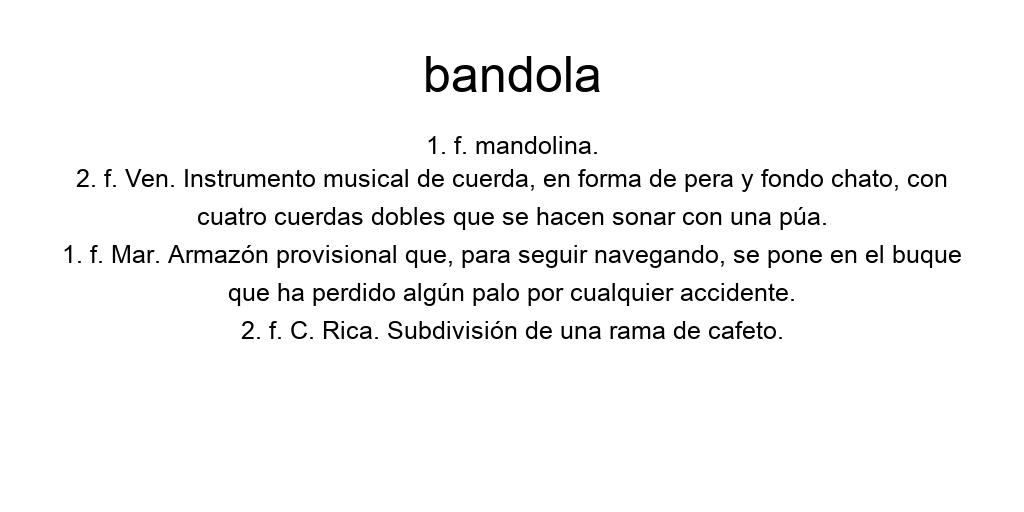 bandola
1. f. mandolina.
2. f. Ven. Instrumento musical de cuerda, en forma de pera y fondo chato, con
cuatro cuerdas dobles que se hacen sonar con una púa.
1. f. Mar. Armazón provisional que, para seguir navegando, se pone en el buque
que ha perdido algún palo por cualquier accidente.
2. f. C. Rica. Subdivisión de una rama de cafeto.